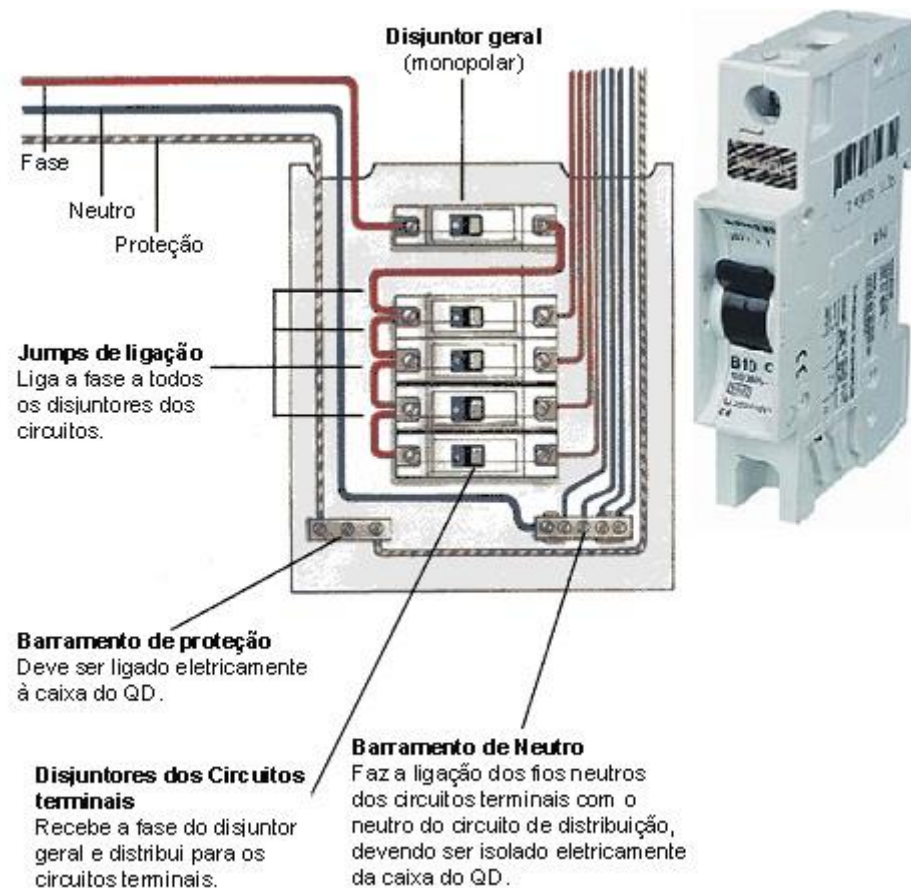 Disjuntor geral
(monopolar)
Fase
Neutro
Proteção
Jumps de ligação
Liga a fase a todos
os disjuntores dos
circuitos.
B10
Barramento de proteção
Deve ser ligado eletricamente
à caixa do QD.
Disjuntores dos Circuitos
terminais
Recebe a fase do disjuntor
geral e distribui para os
circuitos terminais.
Barramento de Neutro
Faz a ligação dos fios neutros
dos circuitos terminais com o
neutro do circuito de distribuição,
devendo ser isolado eletricamente
da caixa do QD.